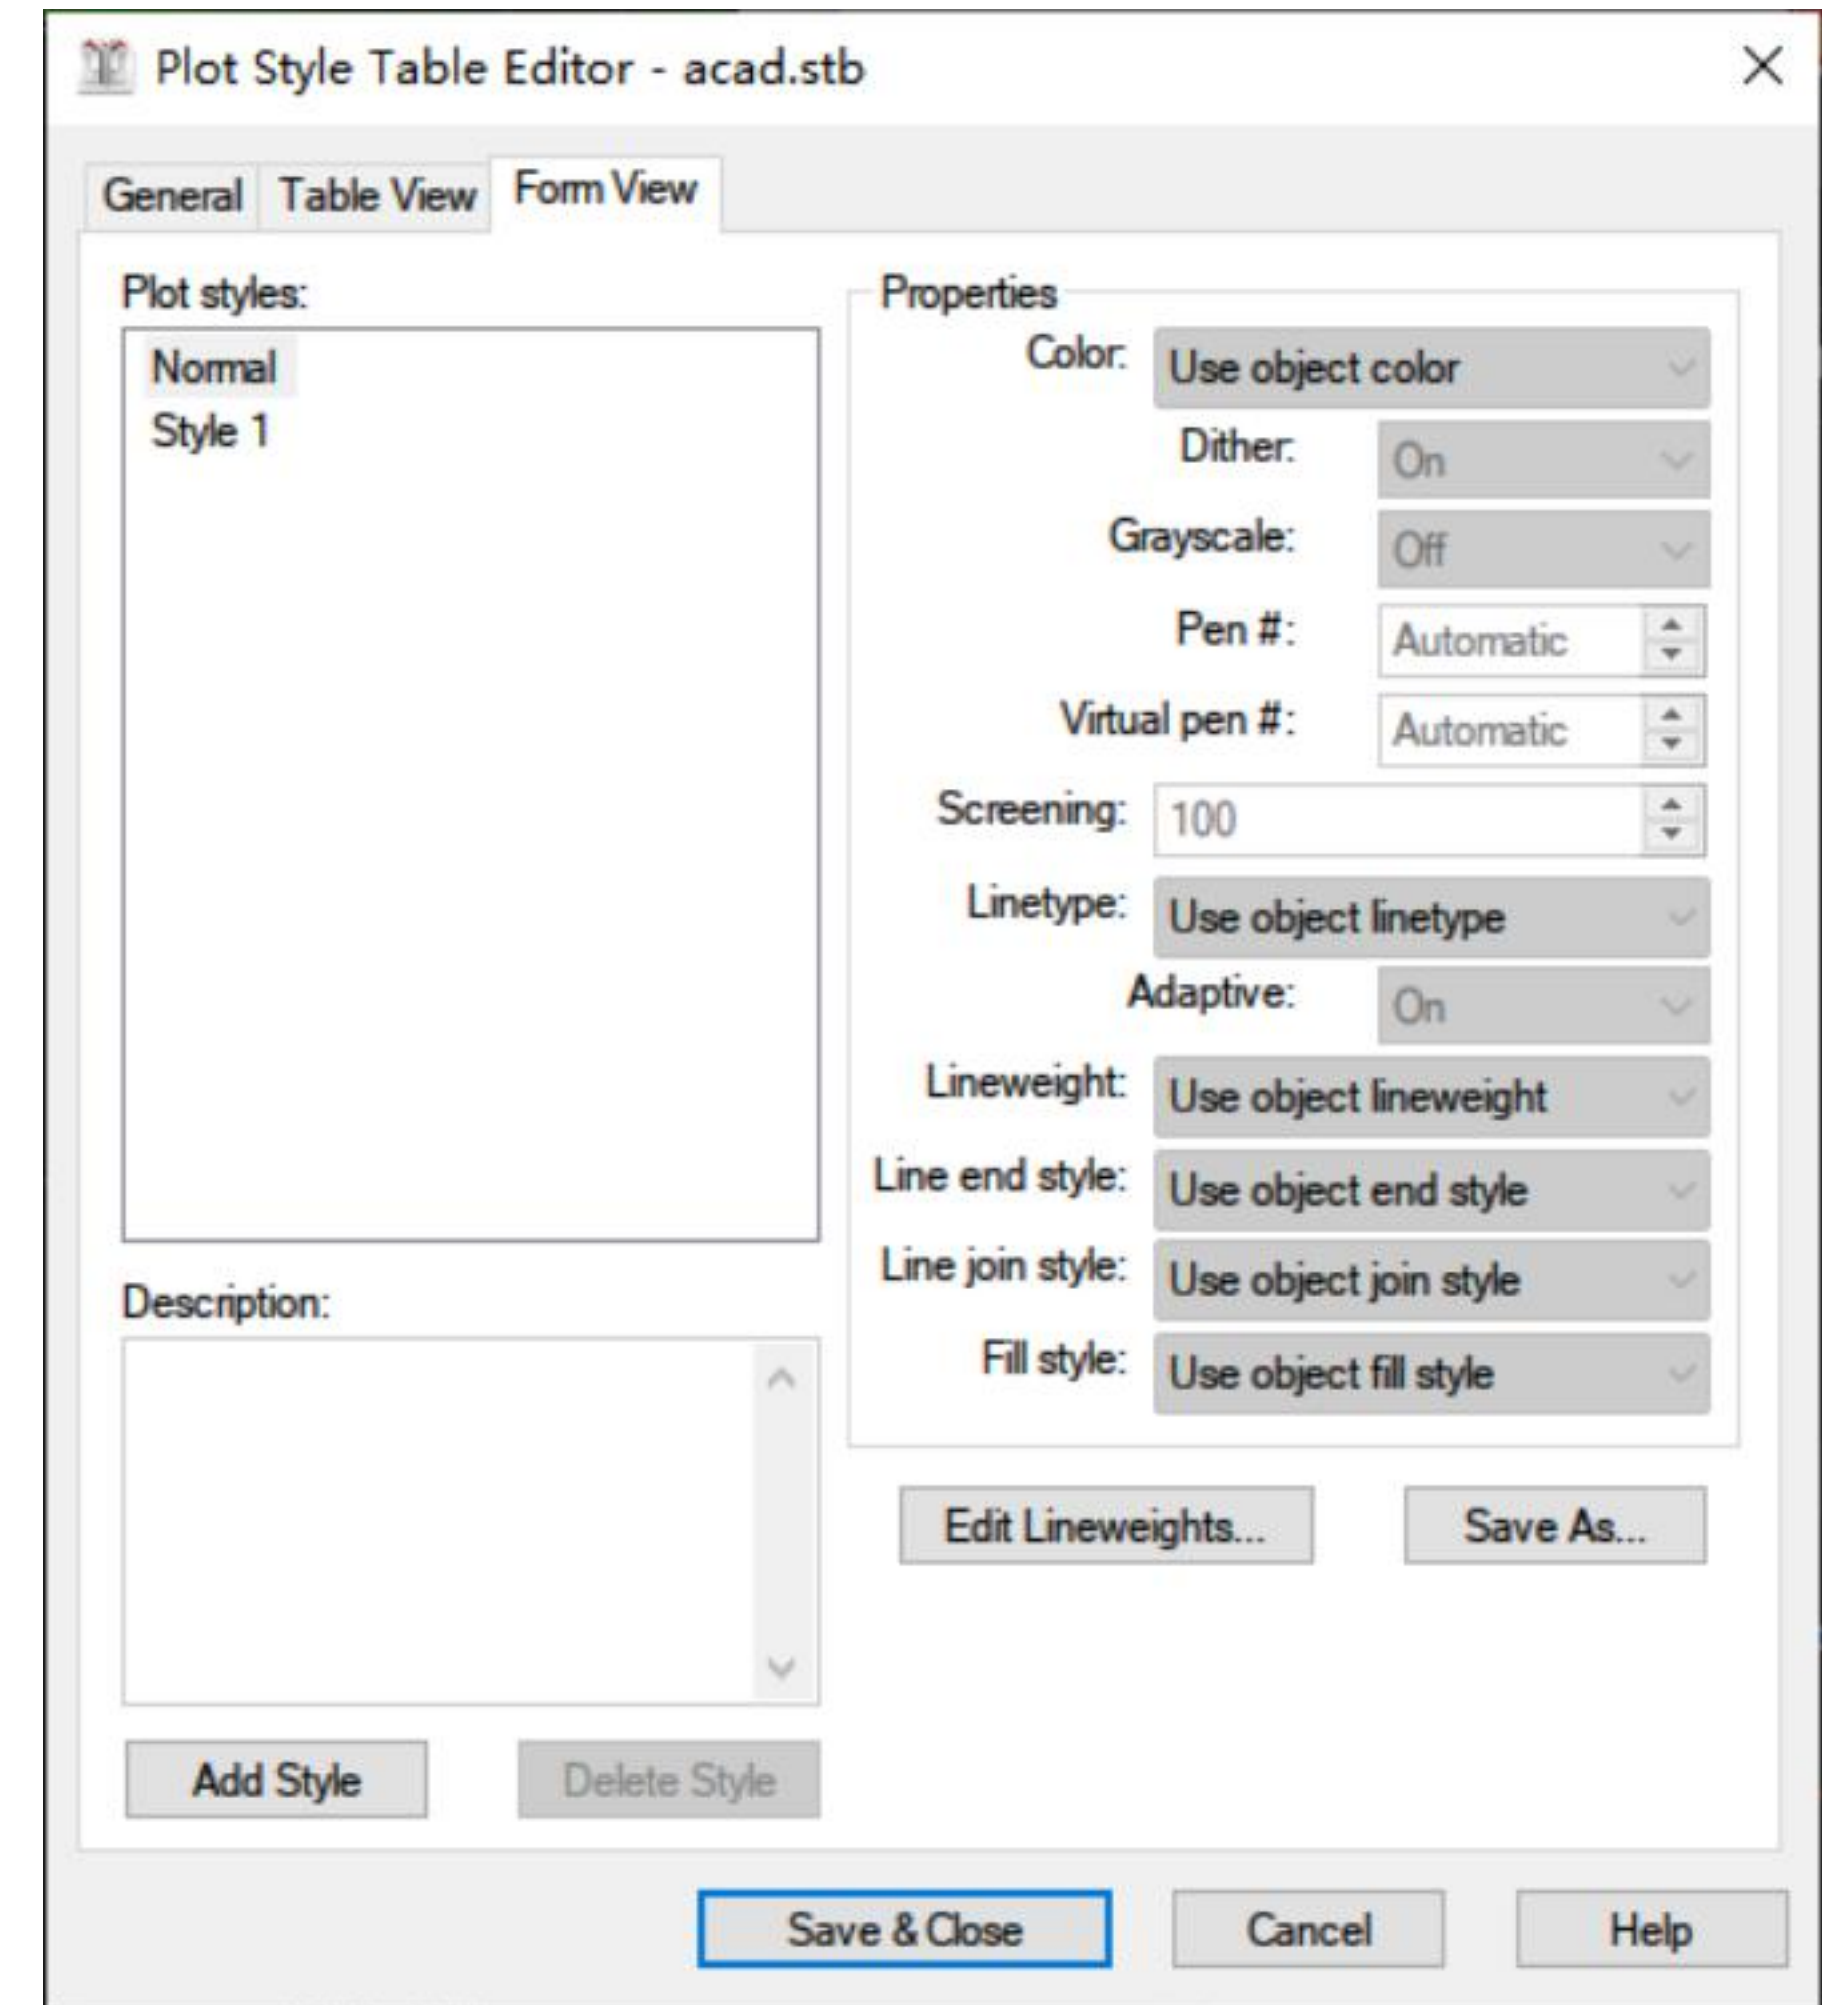 Plot Style Table Editor - acad.stb
General Table View Form View
Plot styles:
Normal
Style 1
Description:
Add Style Delete Style
Properties
Color: Use object color
Dither: On
Grayscale: Off
Pen #: Automatic
Virtual pen #: Automatic
Screening: 100
Linetype: Use object linetype
Adaptive: On
Lineweight: Use object lineweight
Line end style: Use object end style
Line join style: Use object join style
Fill style: Use object fill style
Edit Lineweights... Save As...
Save & Close Cancel Help